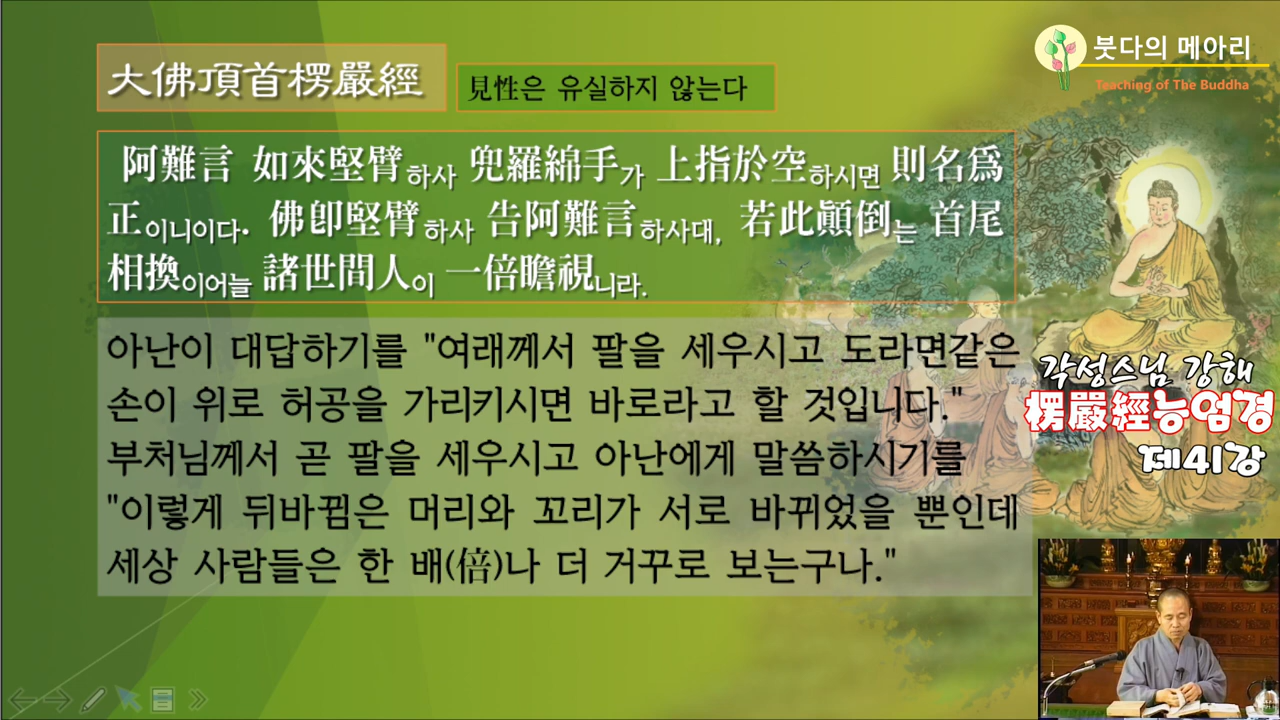 大佛頂首楞嚴經
見性은 유실하지 않는다
붓다의 메아리
Teaching of The Buddha
阿難言 如來堅臂하사 兜羅綿手가 上指於空하시면 則名爲
正이니이다. 佛卽堅臂하사 告阿難言하사대, 若此顚倒는 首尾
相換이어늘 諸世間人이 一倍瞻視니라.
아난이 대답하기를 "여래께서 팔을 세우시고 도라면같은
손이 위로 허공을 가리키시면 바로라고 할 것입니다."
부처님께서 곧 팔을 세우시고 아난에게 말씀하시기를
"이렇게 뒤바뀜은 머리와 꼬리가 서로 바뀌었을 뿐인데
세상 사람들은 한 배(倍)나 더 거꾸로 보는구나."
각성스님 강해
楞嚴經능엄경
제41강